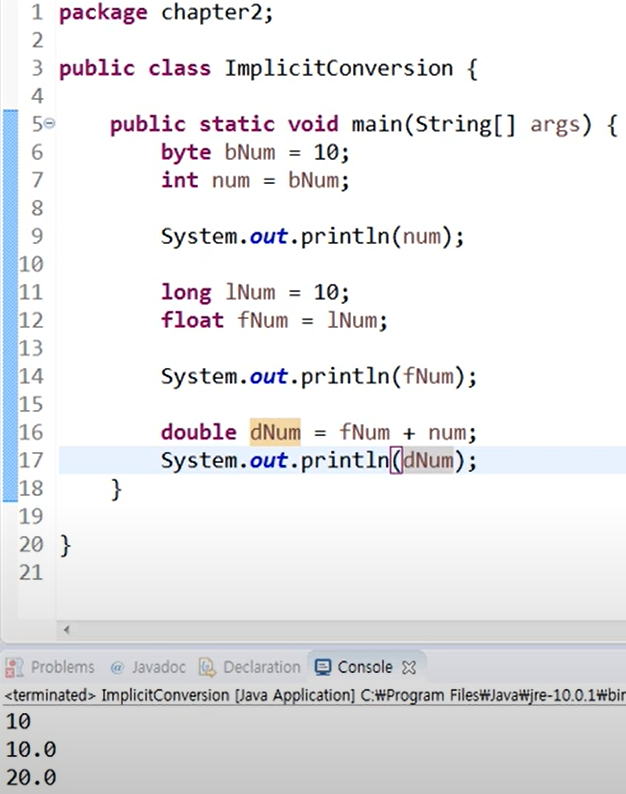 1 package chapter2;
2
3 public class ImplicitConversion {
4
5 public static void main(String[] args) {
6 byte bNum = 10;
7 int num = bNum;
8
9 System.out.println(num);
10
11 long lNum = 10;
12 float fNum = lNum;
13
14 System.out.println(fNum);
15
16 double dNum = fNum + num;
17 System.out.println(dNum);
18 }
19
20 }
21
Problems @ Javadoc Declaration Console
<terminated> ImplicitConversion [Java Application] C:₩Program Files₩Java₩jre-10.0.1₩bin
10
10.0
20.0